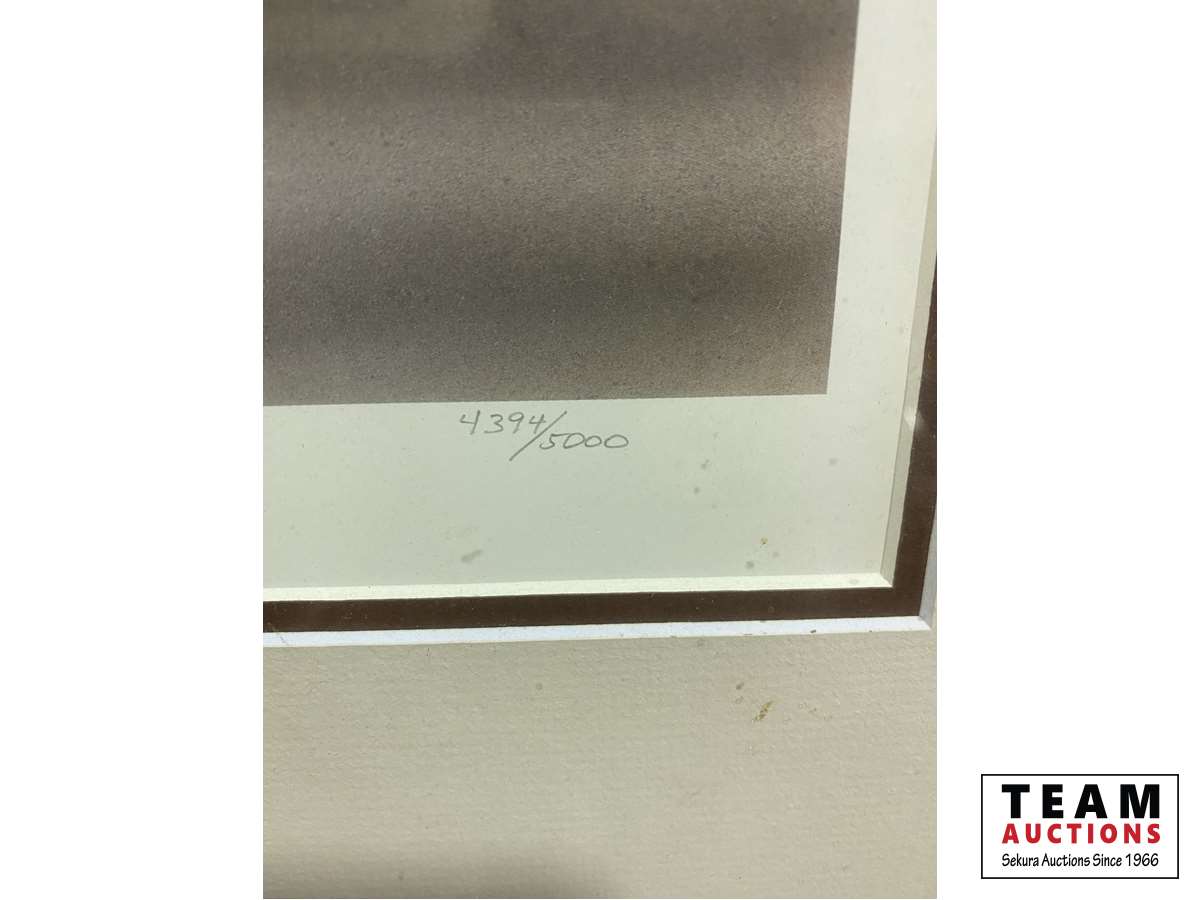 4394/5000
TEAM
AUCTIONS
Sekura Auctions Since 1966